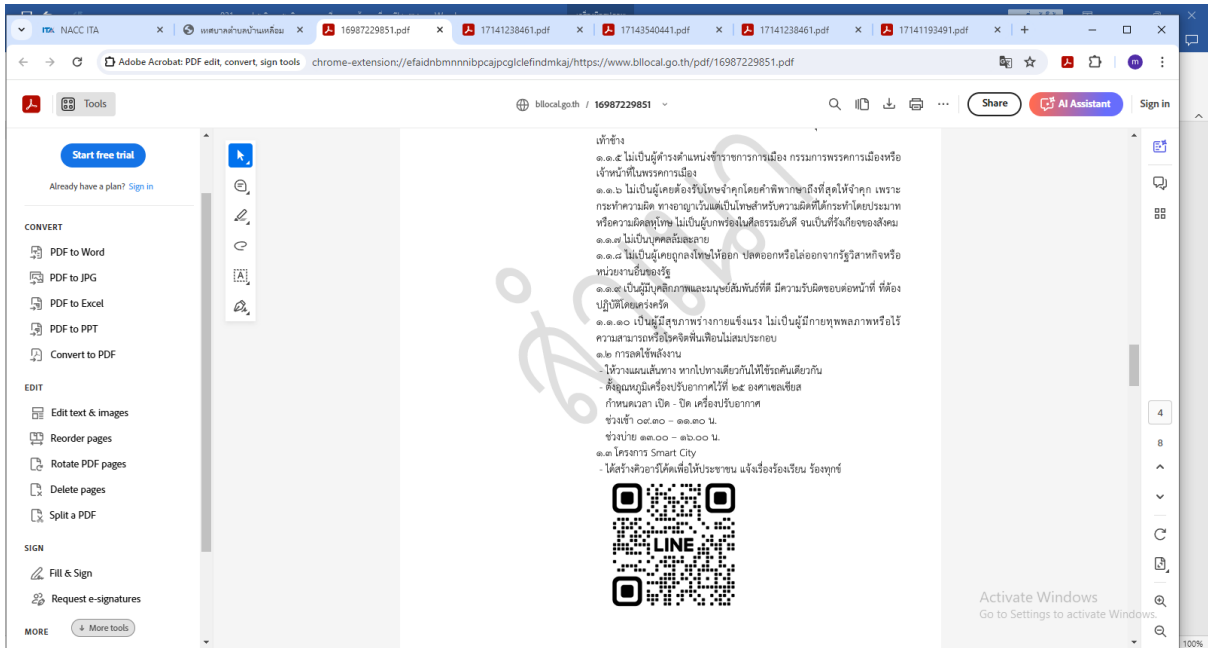 NACC ITA
เทศบาลตำบลบ้านเหลื่อม
16987229851.pdf
17141238461.pdf
17143540441.pdf
17141238461.pdf
17141193491.pdf
Adobe Acrobat: PDF edit, convert, sign tools
chrome-extension://efaidnbmnnnibpcajpcglclefindmkaj/https://www.bllocal.go.th/pdf/16987229851.pdf
m
Tools
bllocal.go.th / 16987229851
Share
AI Assistant
Sign in
Start free trial
Already have a plan? Sign in
CONVERT
PDF to Word
PDF to JPG
PDF to Excel
PDF to PPT
Convert to PDF
EDIT
Edit text & images
Reorder pages
Rotate PDF pages
Delete pages
Split a PDF
SIGN
Fill & Sign
Request e-signatures
MORE
More tools
เท้าช้าง
๑.๑.๕ ไม่เป็นผู้ดำรงตำแหน่งข้าราชการการเมือง กรรมการพรรคการเมืองหรือ
เจ้าหน้าที่ในพรรคการเมือง
๑.๑.๖ ไม่เป็นผู้เคยต้องรับโทษจำคุกโดยคำพิพากษาถึงที่สุดให้จำคุก เพราะ
กระทำความผิด ทางอาญาเว้นแต่เป็นโทษสำหรับความผิดที่ได้กระทำโดยประมาท
หรือความผิดลหุโทษ ไม่เป็นผู้บกพร่องในศีลธรรมอันดี จนเป็นที่รังเกียจของสังคม
๑.๑.๗ ไม่เป็นบุคคลล้มละลาย
๑.๑.๘ ไม่เป็นผู้เคยถูกลงโทษให้ออก ปลดออกหรือไล่ออกจากรัฐวิสาหกิจหรือ
หน่วยงานอื่นของรัฐ
๑.๑.๙ เป็นผู้มีบุคลิกภาพและมนุษย์สัมพันธ์ที่ดี มีความรับผิดชอบต่อหน้าที่ ที่ต้อง
ปฏิบัติโดยเคร่งครัด
๑.๑.๑๐ เป็นผู้มีสุขภาพร่างกายแข็งแรง ไม่เป็นผู้มีกายทุพพลภาพหรือไร้
ความสามารถหรือโรคจิตฟั่นเฟือนไม่สมประกอบ
๑.๒ การลดใช้พลังงาน
- ให้วางแผนเส้นทาง หากไปทางเดียวกันให้ใช้รถคันเดียวกัน
- ตั้งอุณหภูมิเครื่องปรับอากาศไว้ที่ ๒๕ องศาเซลเซียส
กำหนดเวลา เปิด - ปิด เครื่องปรับอากาศ
ช่วงเช้า ๐๙.๓๐ – ๑๑.๓๐ น.
ช่วงบ่าย ๑๓.๐๐ – ๑๖.๐๐ น.
๑.๓ โครงการ Smart City
- ได้สร้างคิวอาร์โค้ดเพื่อให้ประชาชน แจ้งเรื่องร้องเรียน ร้องทุกข์
LINE
สำเนา
4
8
Activate Windows
Go to Settings to activate Windows.
100%